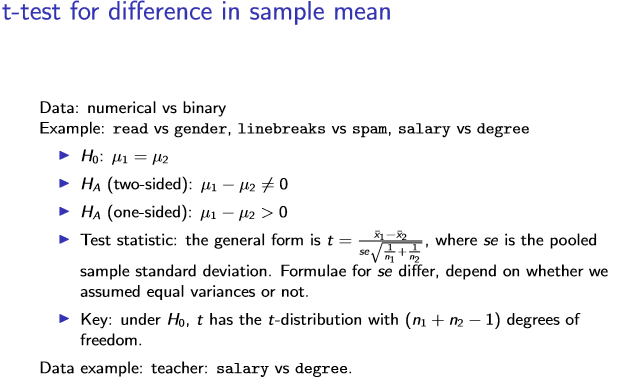 t-test for difference in sample mean
Data: numerical vs binary
Example: read vs gender, linebreaks vs spam, salary vs degree
▶ H₀: μ₁ = μ₂
▶ H_A (two-sided): μ₁ − μ₂ ≠ 0
▶ H_A (one-sided): μ₁ − μ₂ > 0
▶ Test statistic: the general form is t = (x̄₁−x̄₂)/(se√(1/n₁+1/n₂)), where se is the pooled
sample standard deviation. Formulae for se differ, depend on whether we
assumed equal variances or not.
▶ Key: under H₀, t has the t-distribution with (n₁ + n₂ − 1) degrees of
freedom.
Data example: teacher: salary vs degree.